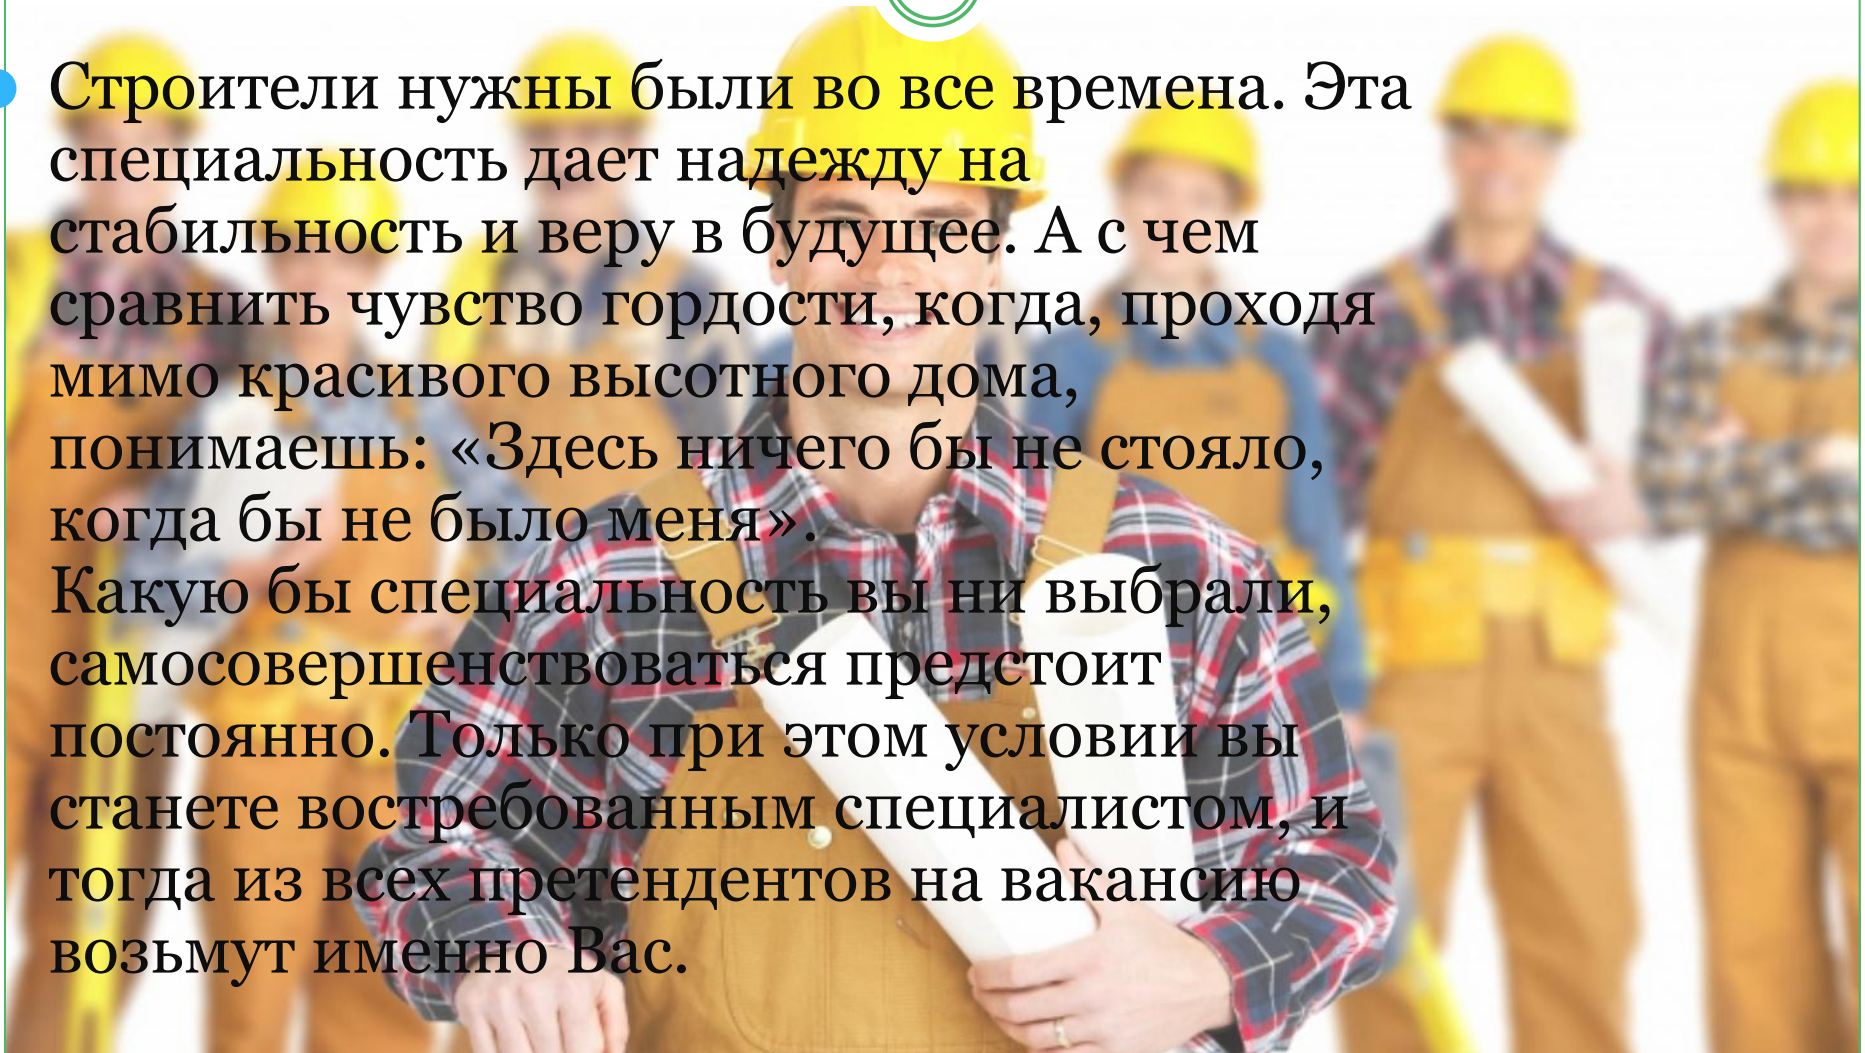 Строители нужны были во все времена. Эта
специальность дает надежду на
стабильность и веру в будущее. А с чем
сравнить чувство гордости, когда, проходя
мимо красивого высотного дома,
понимаешь: «Здесь ничего бы не стояло,
когда бы не было меня».
Какую бы специальность вы ни выбрали,
самосовершенствоваться предстоит
постоянно. Только при этом условии вы
станете востребованным специалистом, и
тогда из всех претендентов на вакансию
возьмут именно Вас.